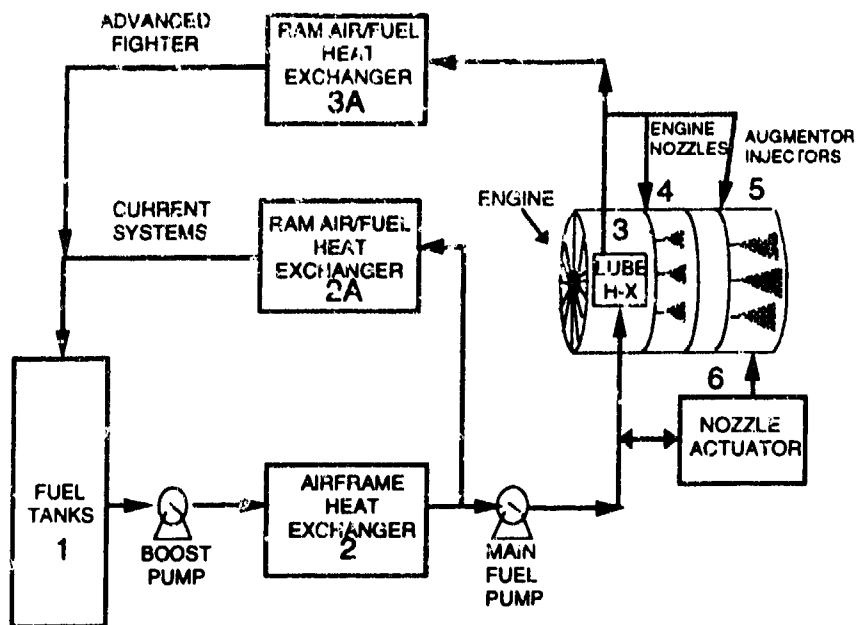 ADVANCED
FIGHTER
RAM AIR/FUEL
HEAT
EXCHANGER
3A
ENGINE
NOZZLES
AUGMENTOR
INJECTORS
4
5
CUHRENT
SYSTEMS
RAM AIR/FUEL
HEAT
EXCHANGER
2A
ENGINE
3
LUBE
H-X
6
NOZZLE
ACTUATOR
FUEL
TANKS
1
BOOST
PUMP
AIRFRAME
HEAT
EXCHANGER
2
MAIN
FUEL
PUMP